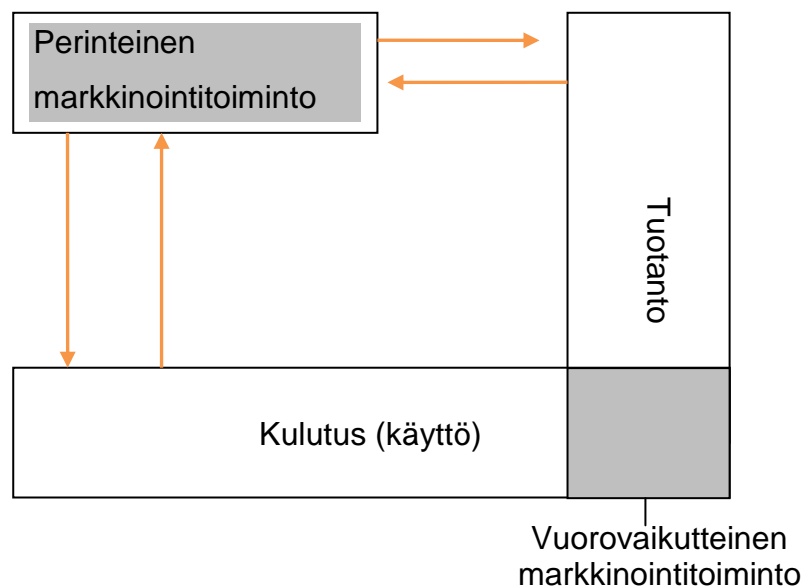 Perinteinen
markkinointitoiminto
Tuotanto
Kulutus (käyttö)
Vuorovaikutteinen
markkinointitoiminto